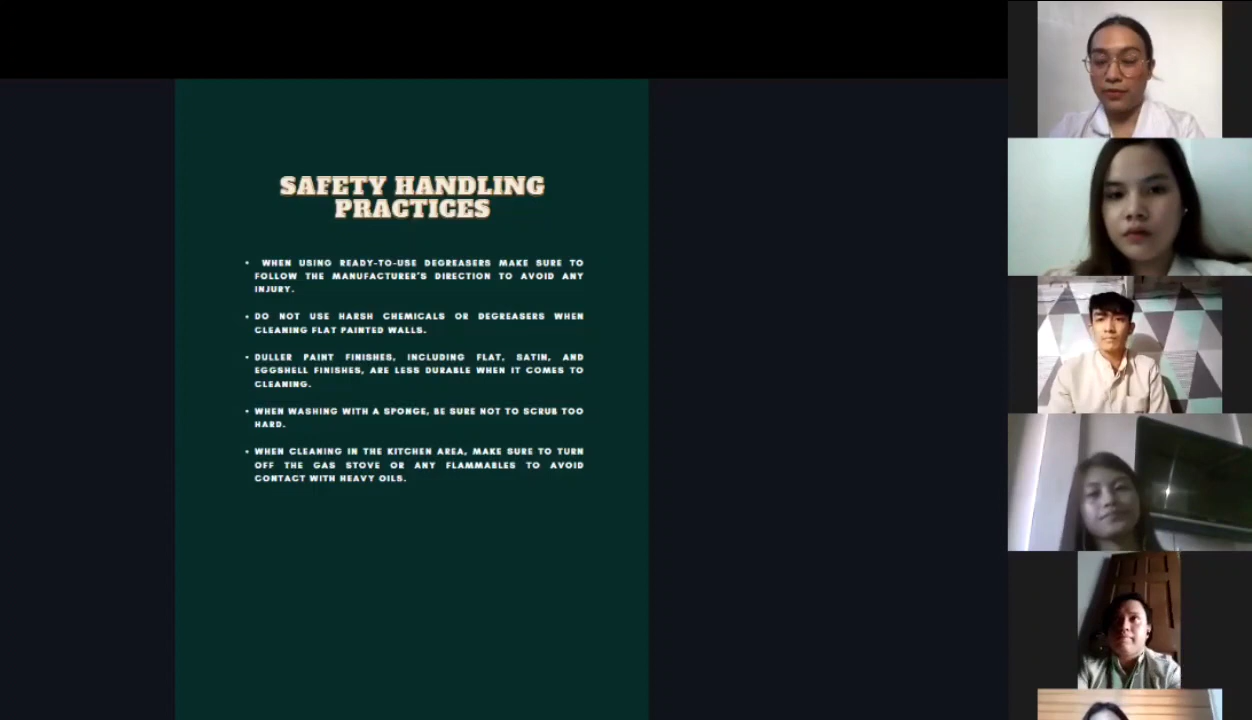 SAFETY HANDLING
PRACTICES
• WHEN USING READY-TO-USE DEGREASERS MAKE SURE TO
FOLLOW THE MANUFACTURER'S DIRECTION TO AVOID ANY
INJURY.
• DO NOT USE HARSH CHEMICALS OR DEGREASERS WHEN
CLEANING FLAT PAINTED WALLS.
• DULLER PAINT FINISHES, INCLUDING FLAT, SATIN, AND
EGGSHELL FINISHES, ARE LESS DURABLE WHEN IT COMES TO
CLEANING.
• WHEN WASHING WITH A SPONGE, BE SURE NOT TO SCRUB TOO
HARD.
• WHEN CLEANING IN THE KITCHEN AREA, MAKE SURE TO TURN
OFF THE GAS STOVE OR ANY FLAMMABLES TO AVOID
CONTACT WITH HEAVY OILS.